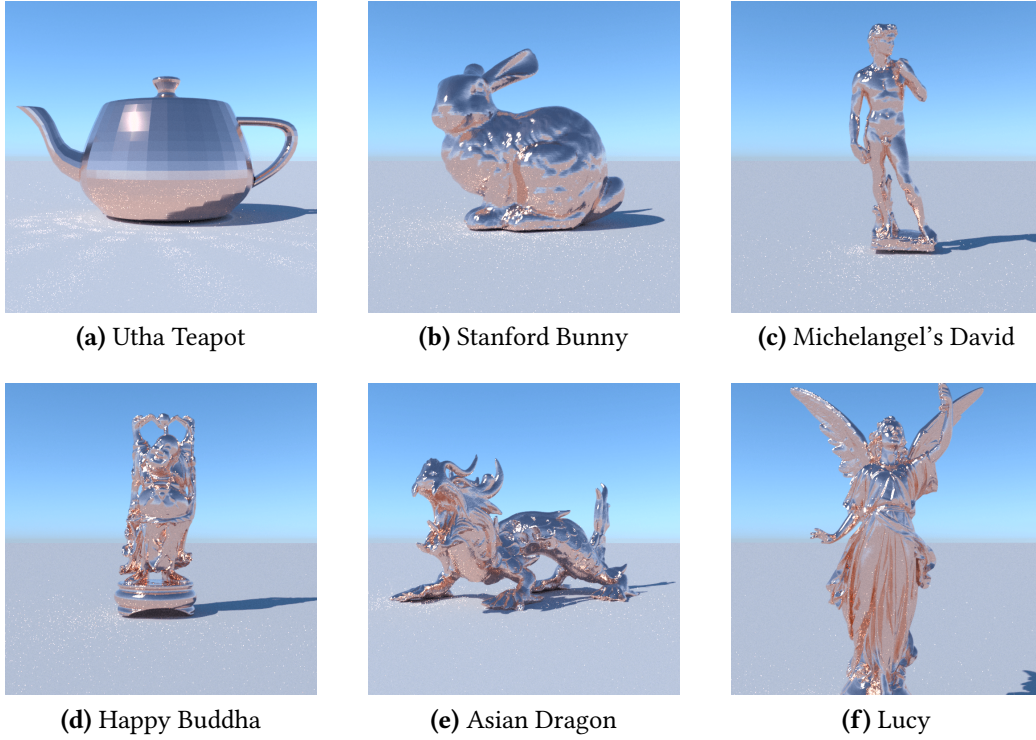 (a) Utha Teapot
(b) Stanford Bunny
(c) Michelangel's David
(d) Happy Buddha
(e) Asian Dragon
(f) Lucy